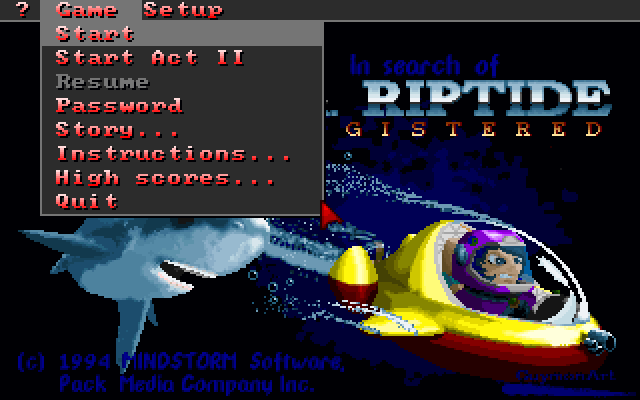 ? Game Setup
Start
Start Act II
Resume
Password
Story...
Instructions...
High scores...
Quit
In search of
RIPTIDE
GISTERED
(c) 1994 MINDSTORM Software,
Pack Media Company Inc.